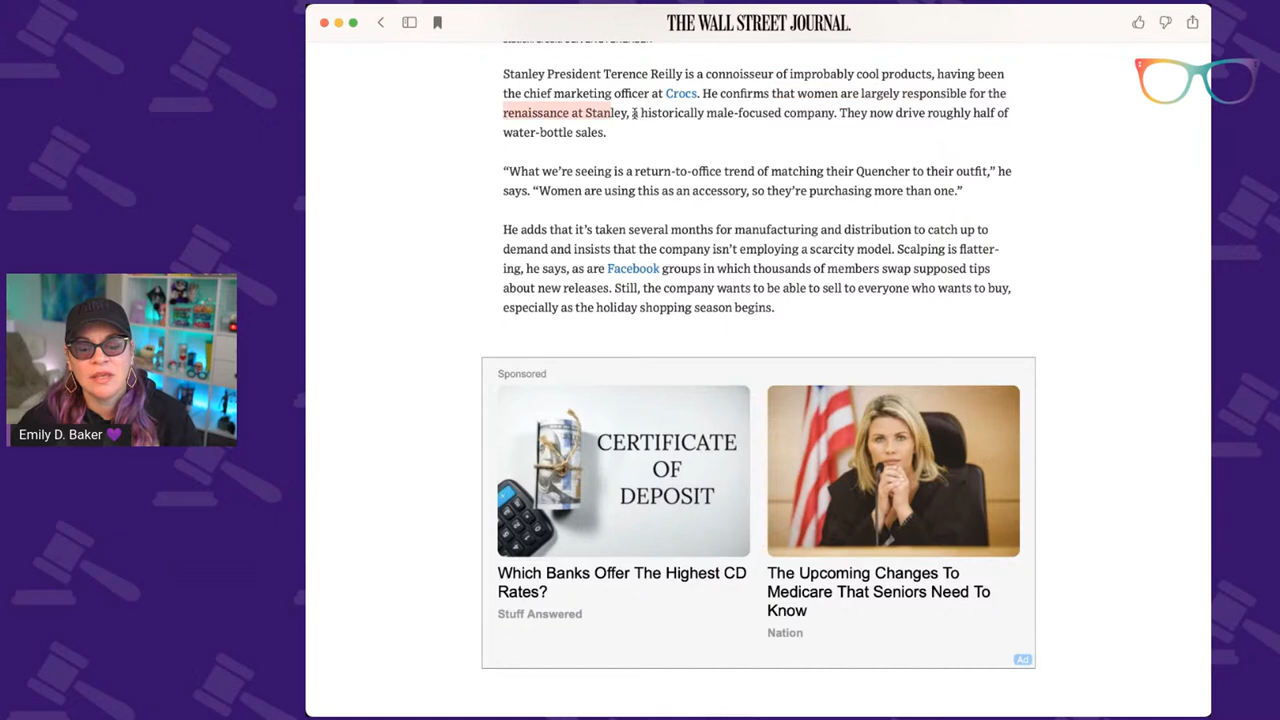 THE WALL STREET JOURNAL.
Stanley President Terence Reilly is a connoisseur of improbably cool products, having been
the chief marketing officer at Crocs. He confirms that women are largely responsible for the
renaissance at Stanley, a historically male-focused company. They now drive roughly half of
water-bottle sales.
“What we’re seeing is a return-to-office trend of matching their Quencher to their outfit,” he
says. “Women are using this as an accessory, so they’re purchasing more than one.”
He adds that it’s taken several months for manufacturing and distribution to catch up to
demand and insists that the company isn’t employing a scarcity model. Scalping is flatter-
ing, he says, as are Facebook groups in which thousands of members swap supposed tips
about new releases. Still, the company wants to be able to sell to everyone who wants to buy,
especially as the holiday shopping season begins.
Sponsored
CERTIFICATE
OF
DEPOSIT
Which Banks Offer The Highest CD
Rates?
Stuff Answered
The Upcoming Changes To
Medicare That Seniors Need To
Know
Nation
Ad
Emily D. Baker 💜